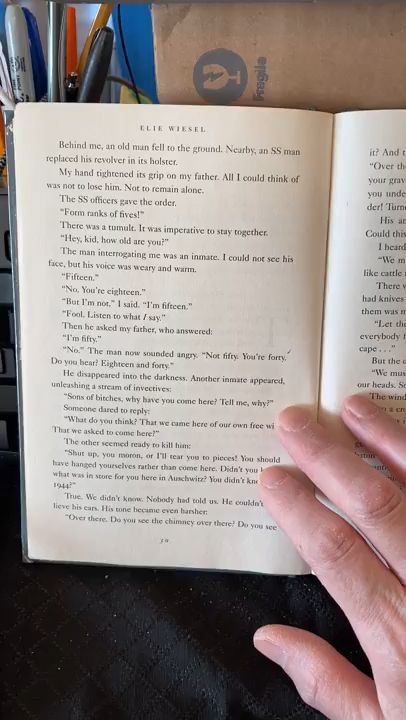 Fragile
ELIE WIESEL
Behind me, an old man fell to the ground. Nearby, an SS man
replaced his revolver in its holster.
My hand tightened its grip on my father. All I could think of
was not to lose him. Not to remain alone.
The SS officers gave the order.
"Form ranks of fives!"
There was a tumult. It was imperative to stay together.
"Hey, kid, how old are you?"
The man interrogating me was an inmate. I could not see his
face, but his voice was weary and warm.
"Fifteen."
"No. You're eighteen."
"But I'm not," I said. "I'm fifteen."
"Fool. Listen to what I say."
Then he asked my father, who answered:
"I'm fifty."
"No." The man now sounded angry. "Not fifty. You're forty.
Do you hear? Eighteen and forty."
He disappeared into the darkness. Another inmate appeared,
unleashing a stream of invectives:
"Sons of bitches, why have you come here? Tell me, why?"
Someone dared to reply:
"What do you think? That we came here of our own free wi
That we asked to come here?"
The other seemed ready to kill him:
"Shut up, you moron, or I'll tear you to pieces! You should
have hanged yourselves rather than come here. Didn't you
what was in store for you here in Auschwitz? You didn't kn
1944?"
True. We didn't know. Nobody had told us. He couldn't
lieve his ears. His tone became even harsher:
"Over there. Do you see the chimney over there? Do you see
30
it? And t
"Over th
your grav
you unde
der! Tum
His ar
Could this
I heard
"We m
like cattle
There w
had knives
them was m
"Let the
everybody f
cape . . ."
But the
"We mus
our heads. So
The wind
a cr